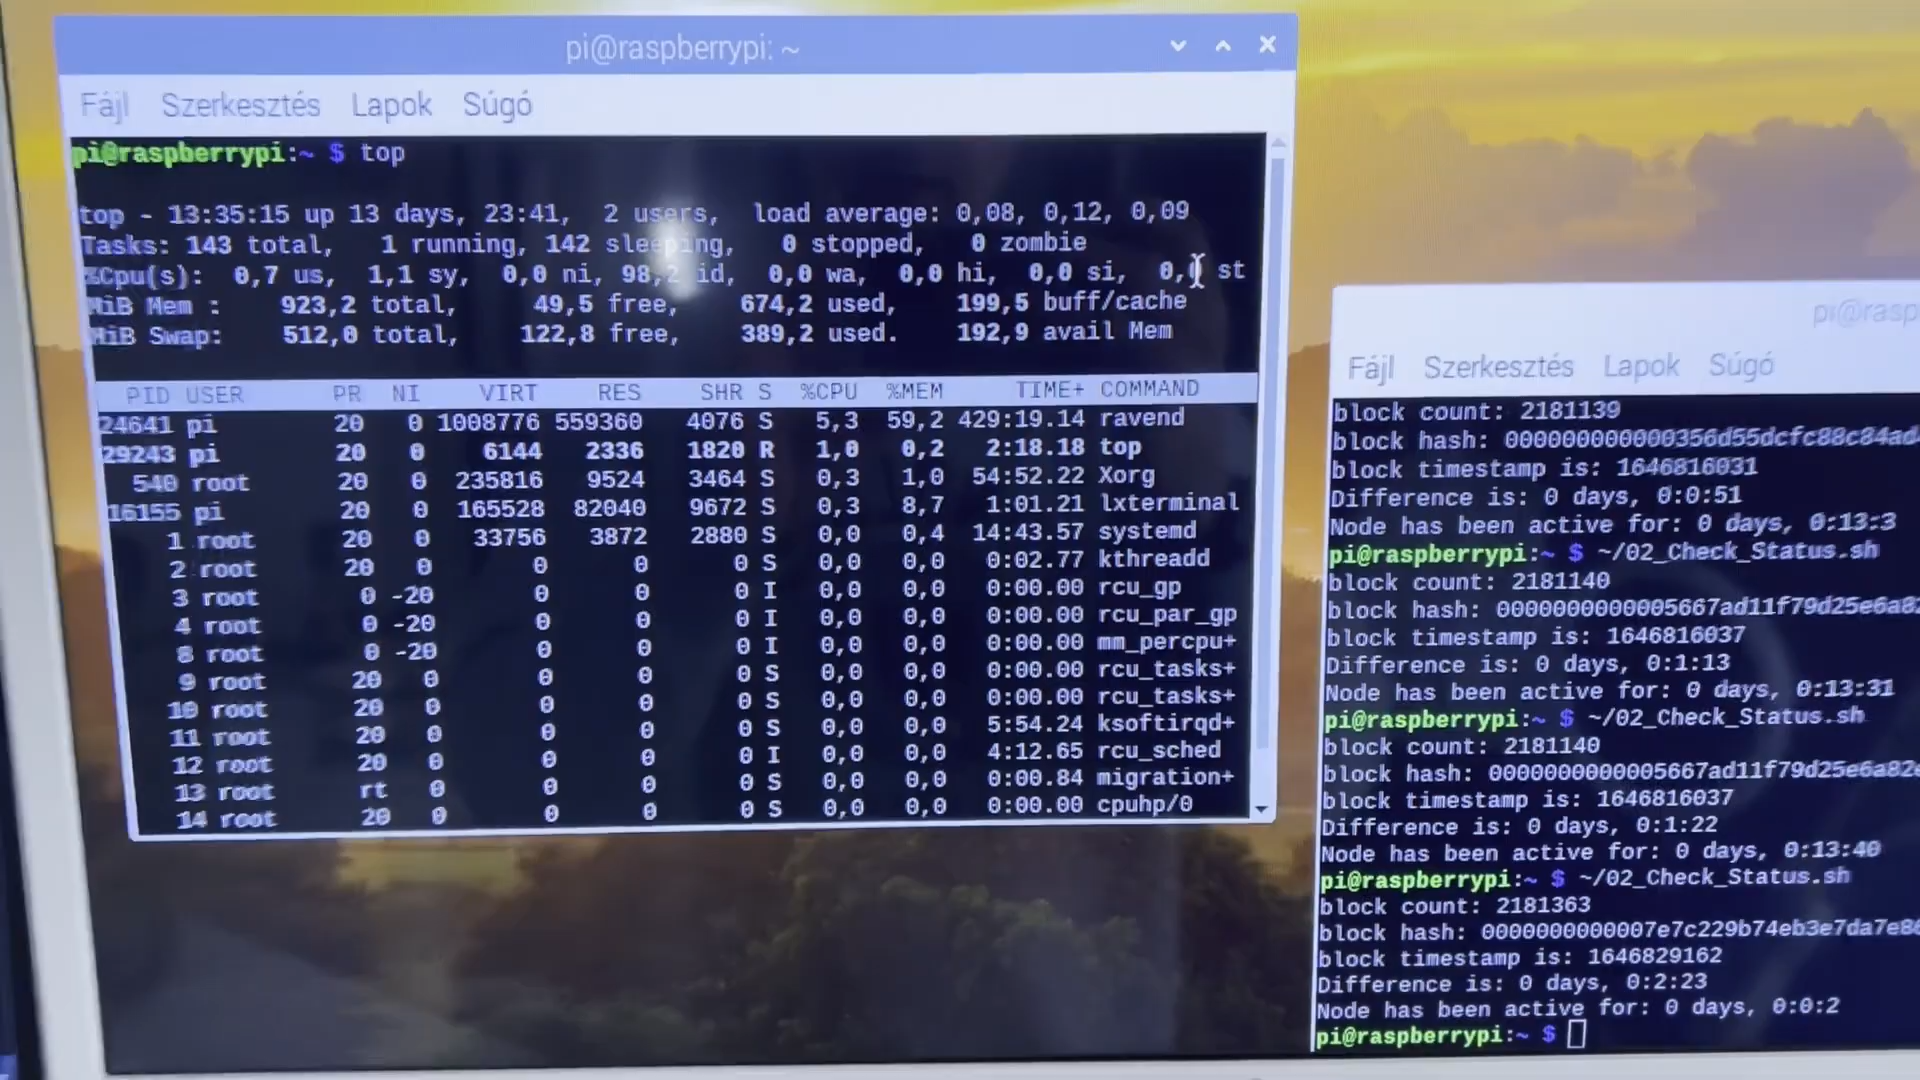 pi@raspberrypi: ~
Fájl Szerkesztés Lapok Súgó
pi@raspberrypi:~ $ top
top - 13:35:15 up 13 days, 23:41, 2 users, load average: 0,08, 0,12, 0,09
Tasks: 143 total, 1 running, 142 sleeping, 0 stopped, 0 zombie
%Cpu(s): 0,7 us, 1,1 sy, 0,0 ni, 98,2 id, 0,0 wa, 0,0 hi, 0,0 si, 0,0 st
MiB Mem : 923,2 total, 49,5 free, 674,2 used, 199,5 buff/cache
MiB Swap: 512,0 total, 122,8 free, 389,2 used. 192,9 avail Mem
PID USER PR NI VIRT RES SHR S %CPU %MEM TIME+ COMMAND
24641 pi 20 0 1008776 559360 4076 S 5,3 59,2 429:19.14 ravend
29243 pi 20 0 6144 2336 1820 R 1,0 0,2 2:18.18 top
540 root 20 0 235816 9524 3464 S 0,3 1,0 54:52.22 Xorg
16155 pi 20 0 165528 82040 9672 S 0,3 8,7 1:01.21 lxterminal
1 root 20 0 33756 3872 2880 S 0,0 0,4 14:43.57 systemd
2 root 20 0 0 0 0 S 0,0 0,0 0:02.77 kthreadd
3 root 0 -20 0 0 0 I 0,0 0,0 0:00.00 rcu_gp
4 root 0 -20 0 0 0 I 0,0 0,0 0:00.00 rcu_par_gp
8 root 0 -20 0 0 0 I 0,0 0,0 0:00.00 mm_percpu+
9 root 20 0 0 0 0 S 0,0 0,0 0:00.00 rcu_tasks+
10 root 20 0 0 0 0 S 0,0 0,0 0:00.00 rcu_tasks+
11 root 20 0 0 0 0 S 0,0 0,0 5:54.24 ksoftirqd+
12 root 20 0 0 0 0 I 0,0 0,0 4:12.65 rcu_sched
13 root rt 0 0 0 0 S 0,0 0,0 0:00.84 migration+
14 root 20 0 0 0 0 S 0,0 0,0 0:00.00 cpuhp/0
pi@rasp
Fájl Szerkesztés Lapok Súgó
block count: 2181139
block hash: 0000000000000356d55dcfc88c84ad
block timestamp is: 1646816031
Difference is: 0 days, 0:0:51
Node has been active for: 0 days, 0:13:3
pi@raspberrypi:~ $ ~/02_Check_Status.sh
block count: 2181140
block hash: 0000000000005667ad11f79d25e6a82
block timestamp is: 1646816037
Difference is: 0 days, 0:1:13
Node has been active for: 0 days, 0:13:31
pi@raspberrypi:~ $ ~/02_Check_Status.sh
block count: 2181140
block hash: 0000000000005667ad11f79d25e6a82e
block timestamp is: 1646816037
Difference is: 0 days, 0:1:22
Node has been active for: 0 days, 0:13:40
pi@raspberrypi:~ $ ~/02_Check_Status.sh
block count: 2181363
block hash: 0000000000007e7c229b74eb3e7da7e8
block timestamp is: 1646829162
Difference is: 0 days, 0:2:23
Node has been active for: 0 days, 0:0:2
pi@raspberrypi:~ $